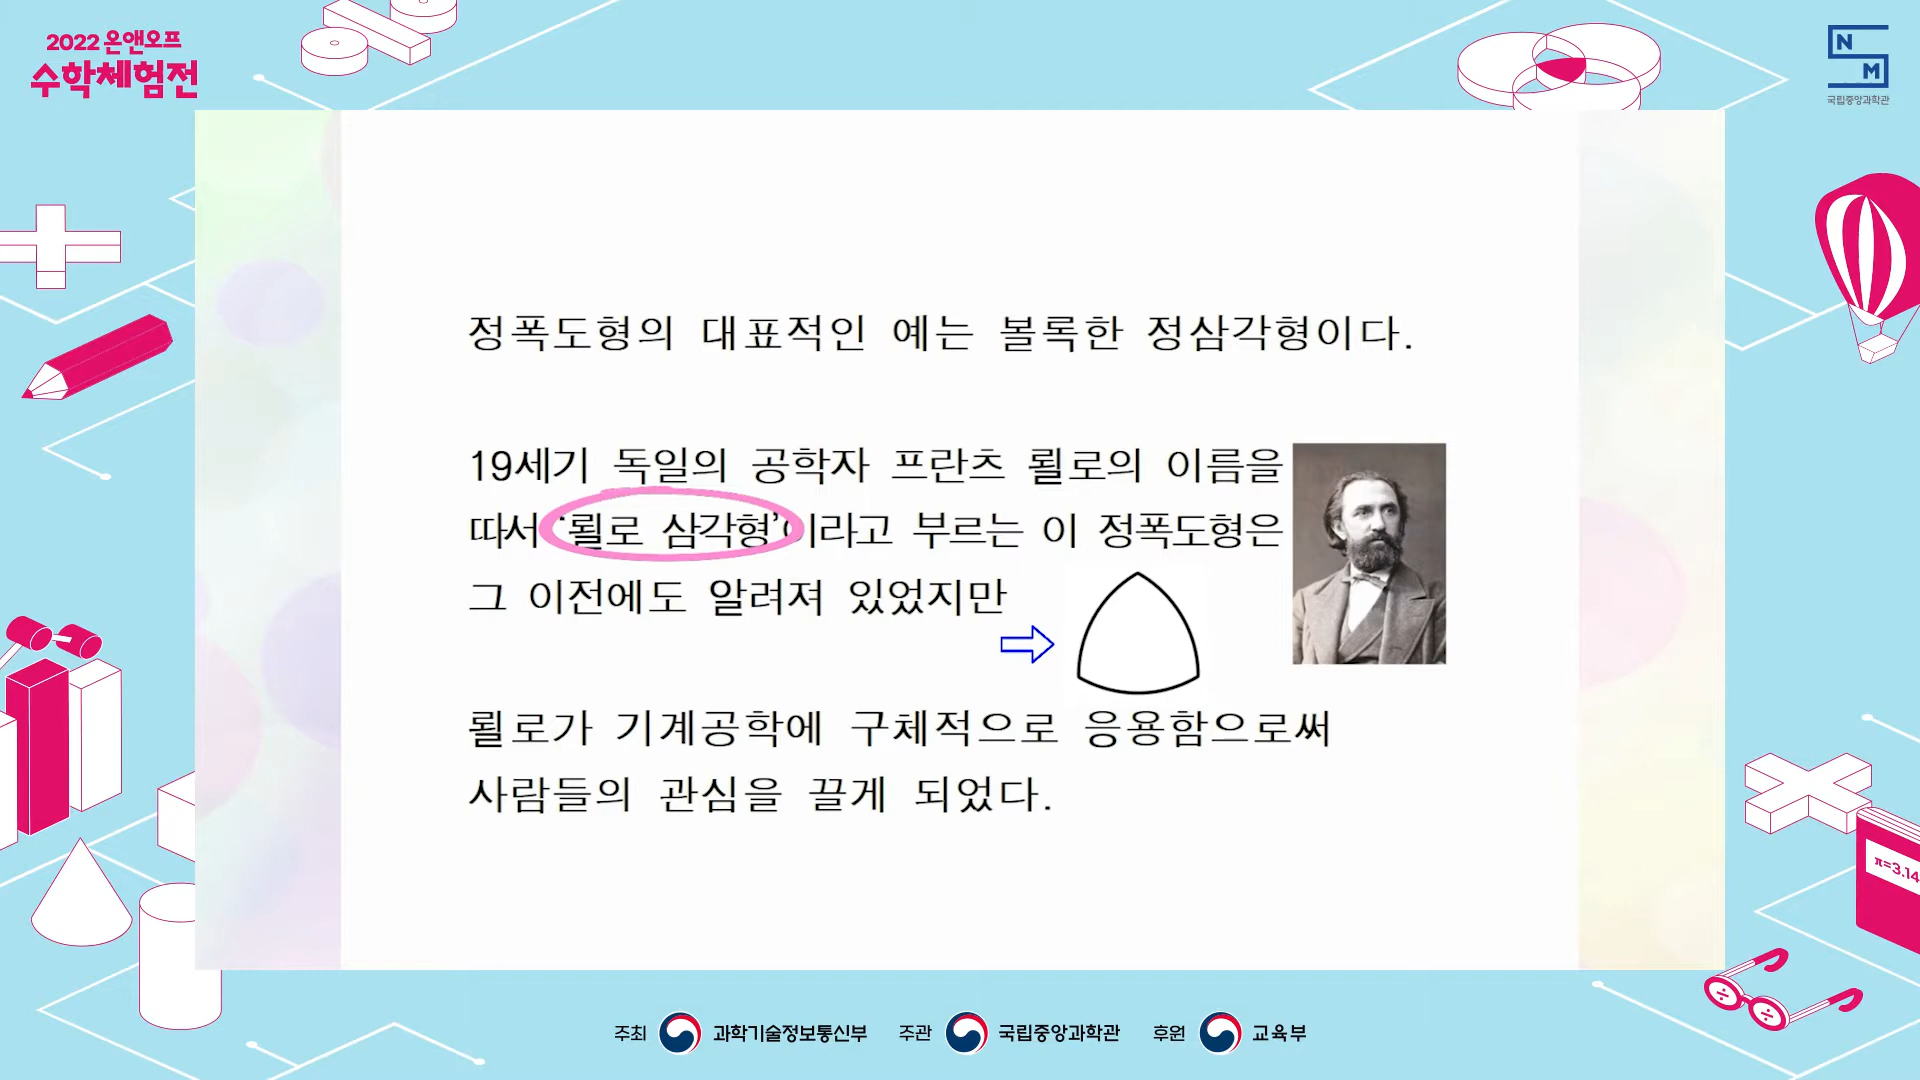 2022 온앤오프
수학체험전
N
S
M
국립중앙과학관
정폭도형의 대표적인 예는 볼록한 정삼각형이다.
19세기 독일의 공학자 프란츠 뢸로의 이름을
따서 ‘뢸로 삼각형’이라고 부르는 이 정폭도형은
그 이전에도 알려져 있었지만
뢸로가 기계공학에 구체적으로 응용함으로써
사람들의 관심을 끌게 되었다.
π=3.14
주최 과학기술정보통신부 주관 국립중앙과학관 후원 교육부